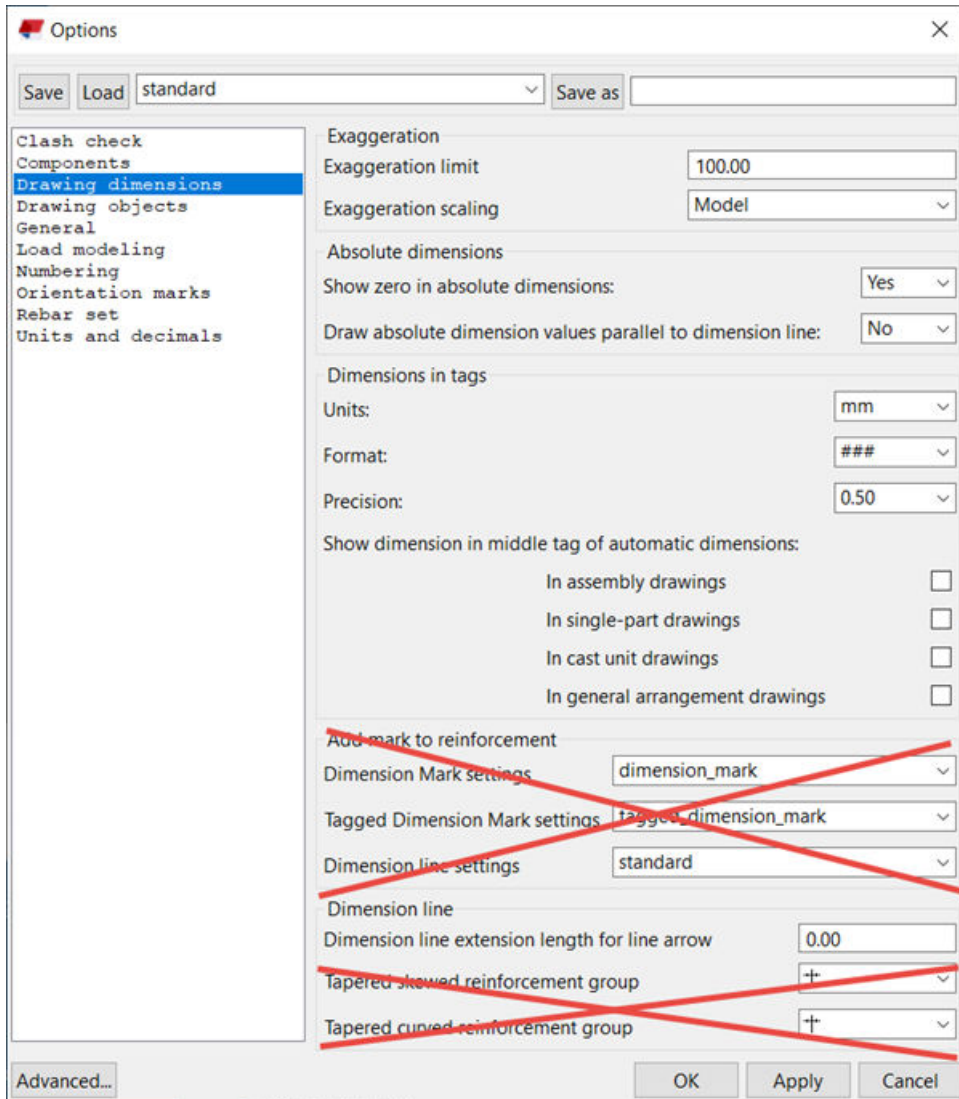 Options
Save Load standard Save as
Clash check
Components
Drawing dimensions
Drawing objects
General
Load modeling
Numbering
Orientation marks
Rebar set
Units and decimals
Exaggeration
Exaggeration limit 100.00
Exaggeration scaling Model
Absolute dimensions
Show zero in absolute dimensions: Yes
Draw absolute dimension values parallel to dimension line: No
Dimensions in tags
Units: mm
Format: ###
Precision: 0.50
Show dimension in middle tag of automatic dimensions:
In assembly drawings
In single-part drawings
In cast unit drawings
In general arrangement drawings
Add mark to reinforcement
Dimension Mark settings dimension_mark
Tagged Dimension Mark settings tagged_dimension_mark
Dimension line settings standard
Dimension line
Dimension line extension length for line arrow 0.00
Tapered skewed reinforcement group
Tapered curved reinforcement group
Advanced... OK Apply Cancel